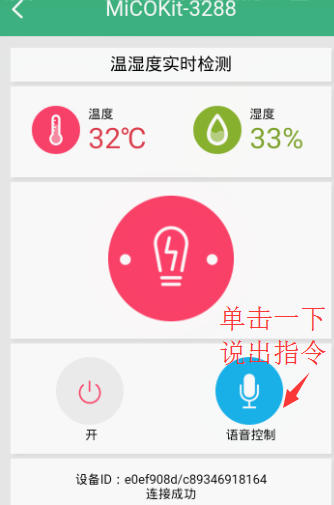 MiCOKit-3288
温湿度实时检测
温度
32℃
湿度
33%
单击一下
说出指令
开
语音控制
设备ID：e0ef908d/c89346918164
连接成功